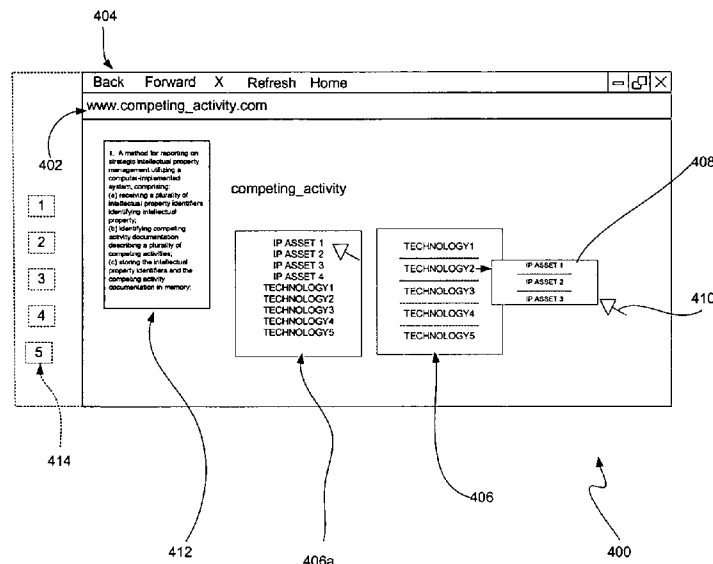 404
Back Forward X Refresh Home
www.competing_activity.com
402
1. A method for reporting on
strategic intellectual property
management utilizing a
computer-implemented
system, comprising:
(a) receiving a plurality of
intellectual property identifiers
identifying intellectual
property;
(b) identifying competing
activity documentation
describing a plurality of
competing activities;
(c) storing the intellectual
property identifiers and the
competing activity
documentation in memory;
competing_activity
IP ASSET 1
IP ASSET 2
IP ASSET 3
IP ASSET 4
TECHNOLOGY1
TECHNOLOGY2
TECHNOLOGY3
TECHNOLOGY4
TECHNOLOGY5
TECHNOLOGY1
TECHNOLOGY2
TECHNOLOGY3
TECHNOLOGY4
TECHNOLOGY5
IP ASSET 1
IP ASSET 2
IP ASSET 3
408
410
1
2
3
4
5
414
412
406a
406
400